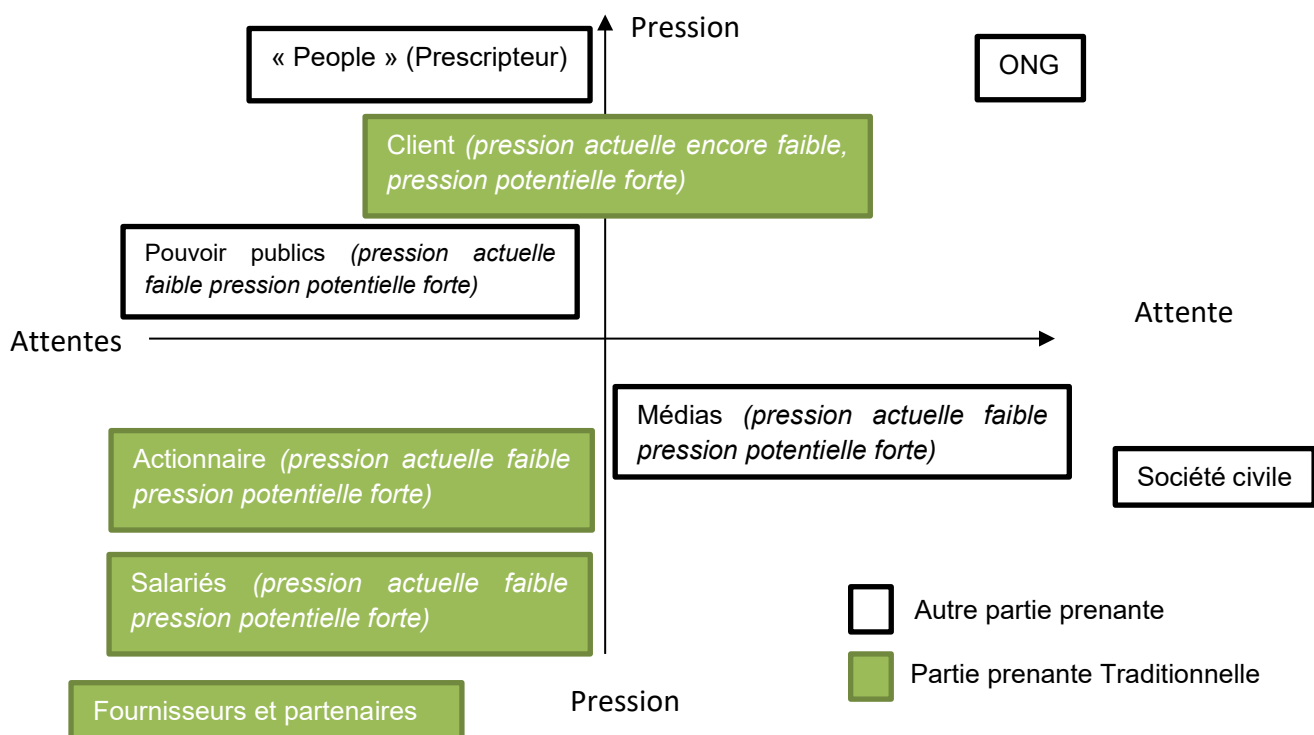 Pression
« People » (Prescripteur)
ONG
Client (pression actuelle encore faible,
pression potentielle forte)
Pouvoir publics (pression actuelle
faible pression potentielle forte)
Attente
Attentes
Médias (pression actuelle faible
pression potentielle forte)
Actionnaire (pression actuelle faible
pression potentielle forte)
Société civile
Salariés (pression actuelle faible
pression potentielle forte)
Autre partie prenante
Partie prenante Traditionnelle
Pression
Fournisseurs et partenaires